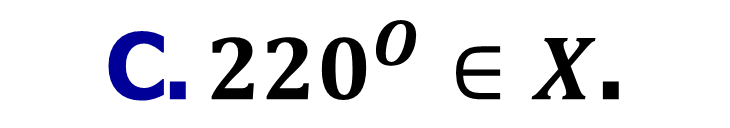 C. 220^O ∈ X.